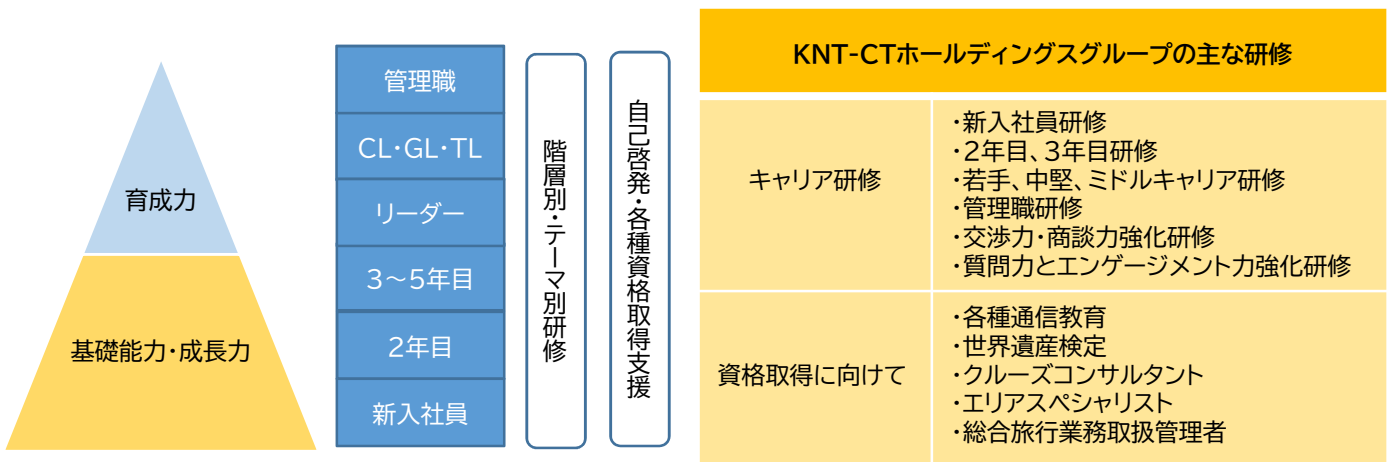 育成力
基礎能力・成長力
管理職
CL・GL・TL
リーダー
3～5年目
2年目
新入社員
階層別・テーマ別研修
自己啓発・各種資格取得支援
KNT-CTホールディングスグループの主な研修
キャリア研修
・新入社員研修
・2年目、3年目研修
・若手、中堅、ミドルキャリア研修
・管理職研修
・交渉力・商談力強化研修
・質問力とエンゲージメント力強化研修
資格取得に向けて
・各種通信教育
・世界遺産検定
・クルーズコンサルタント
・エリアスペシャリスト
・総合旅行業務取扱管理者